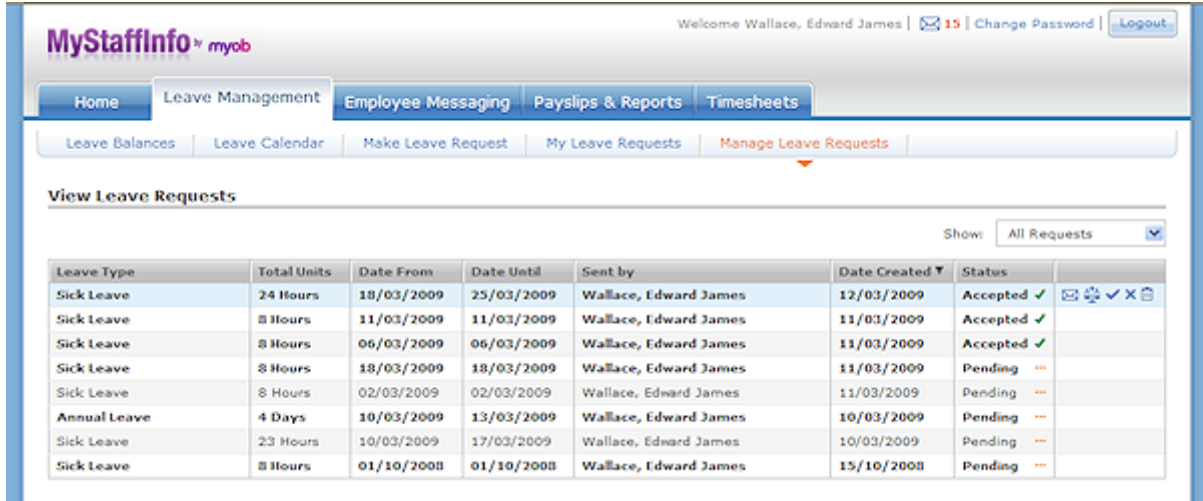 Welcome Wallace, Edward James | 15 | Change Password | Logout
MyStaffInfo by myob
Home Leave Management Employee Messaging Payslips & Reports Timesheets
Leave Balances Leave Calendar Make Leave Request My Leave Requests Manage Leave Requests
View Leave Requests
Show: All Requests
Leave Type Total Units Date From Date Until Sent by Date Created Status
Sick Leave 24 Hours 18/03/2009 25/03/2009 Wallace, Edward James 12/03/2009 Accepted
Sick Leave 8 Hours 11/03/2009 11/03/2009 Wallace, Edward James 11/03/2009 Accepted
Sick Leave 8 Hours 06/03/2009 06/03/2009 Wallace, Edward James 11/03/2009 Accepted
Sick Leave 8 Hours 18/03/2009 18/03/2009 Wallace, Edward James 11/03/2009 Pending
Sick Leave 8 Hours 02/03/2009 02/03/2009 Wallace, Edward James 11/03/2009 Pending
Annual Leave 4 Days 10/03/2009 13/03/2009 Wallace, Edward James 10/03/2009 Pending
Sick Leave 23 Hours 10/03/2009 17/03/2009 Wallace, Edward James 10/03/2009 Pending
Sick Leave 8 Hours 01/10/2008 01/10/2008 Wallace, Edward James 15/10/2008 Pending